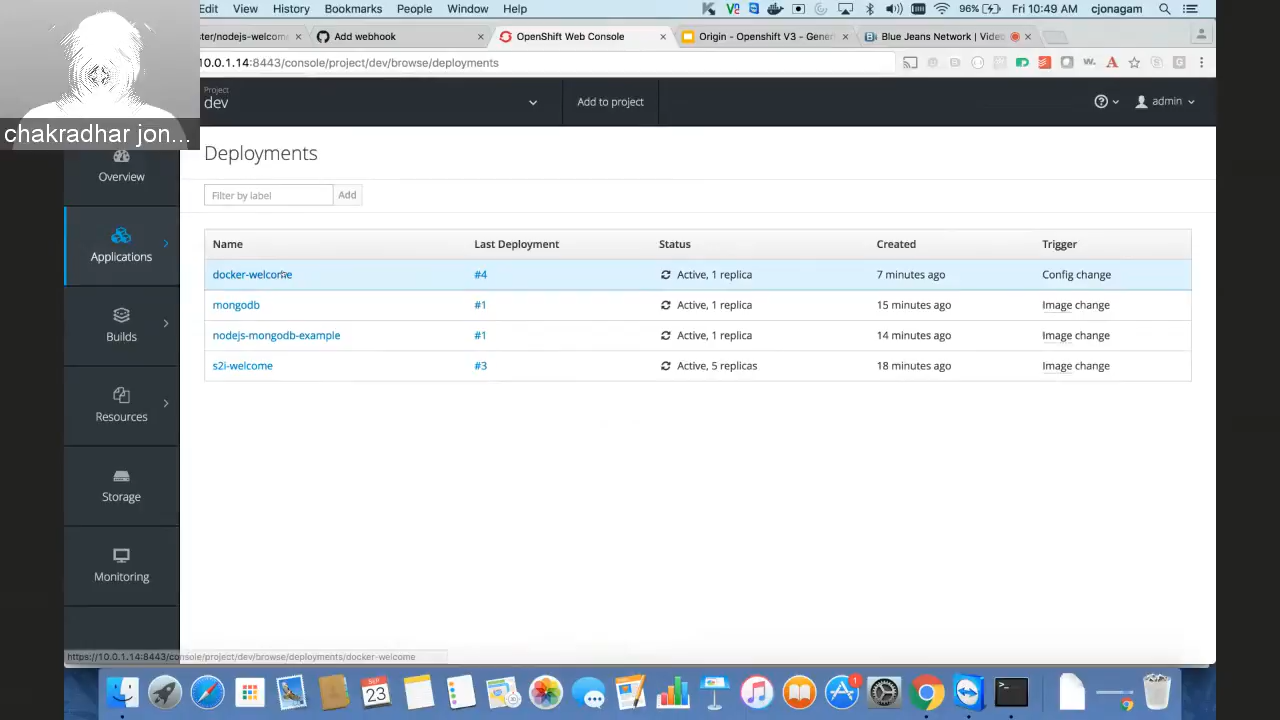 Edit View History Bookmarks People Window Help 96% Fri 10:49 AM cjonagam
ster/nodejs-welcome Add webhook OpenShift Web Console Origin - Openshift V3 - Gene Blue Jeans Network | Video
10.0.1.14:8443/console/project/dev/browse/deployments
chakradhar jon...
Project
dev
Add to project
admin
Overview
Applications
Builds
Resources
Storage
Monitoring
Deployments
Filter by label Add
Name Last Deployment Status Created Trigger
docker-welcome #4 Active, 1 replica 7 minutes ago Config change
mongodb #1 Active, 1 replica 15 minutes ago Image change
nodejs-mongodb-example #1 Active, 1 replica 14 minutes ago Image change
s2i-welcome #3 Active, 5 replicas 18 minutes ago Image change
https://10.0.1.14:8443/console/project/dev/browse/deployments/docker-welcome
SEP
23
1